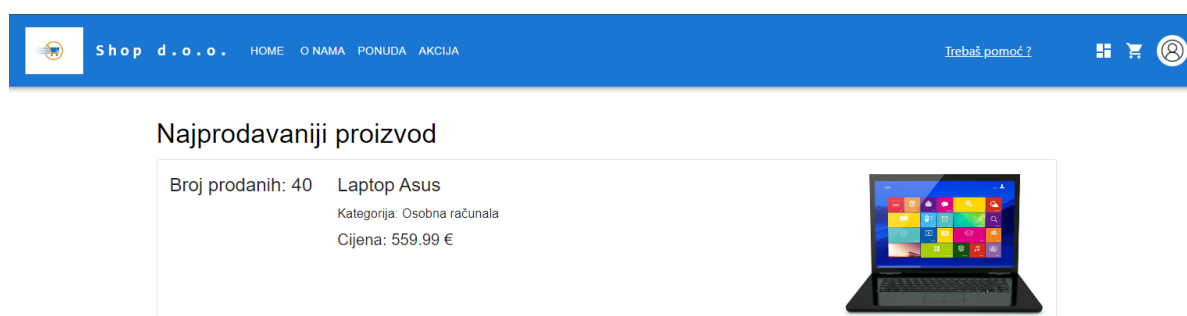 Shop d.o.o. HOME O NAMA PONUDA AKCIJA Trebaš pomoć ?
Najprodavaniji proizvod
Broj prodanih: 40 Laptop Asus
Kategorija: Osobna računala
Cijena: 559.99 €